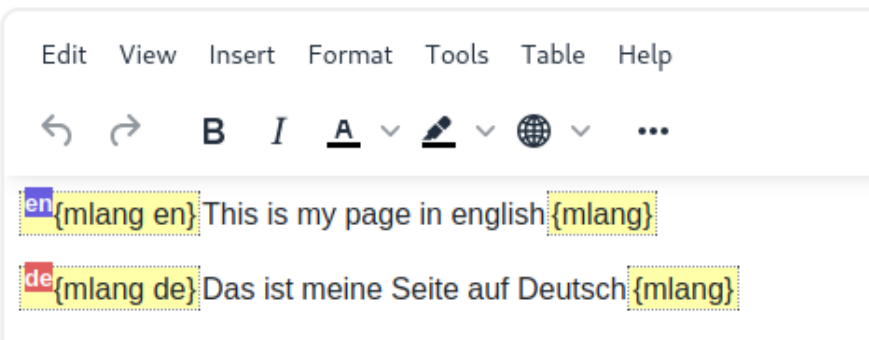 Edit View Insert Format Tools Table Help
B I A
en{mlang en}This is my page in english{mlang}
de{mlang de}Das ist meine Seite auf Deutsch{mlang}